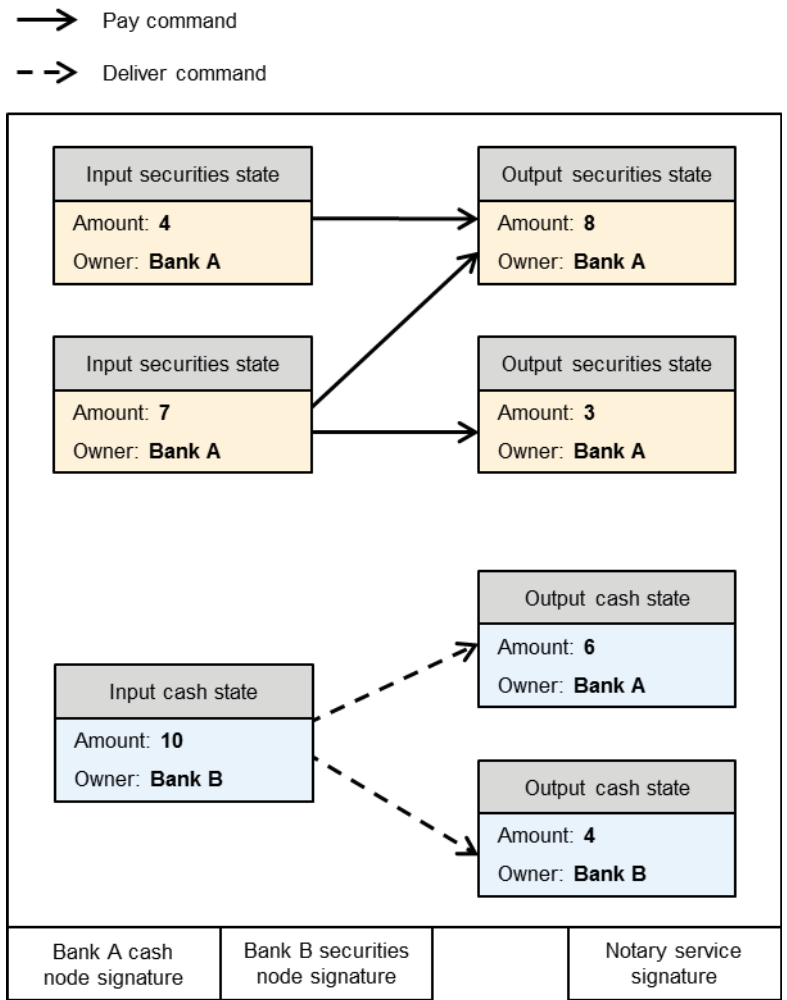 Pay command
Deliver command
Input securities state
Amount: 4
Owner: Bank A
Output securities state
Amount: 8
Owner: Bank A
Input securities state
Amount: 7
Owner: Bank A
Output securities state
Amount: 3
Owner: Bank A
Input cash state
Amount: 10
Owner: Bank B
Output cash state
Amount: 6
Owner: Bank A
Output cash state
Amount: 4
Owner: Bank B
Bank A cash
node signature
Bank B securities
node signature
Notary service
signature